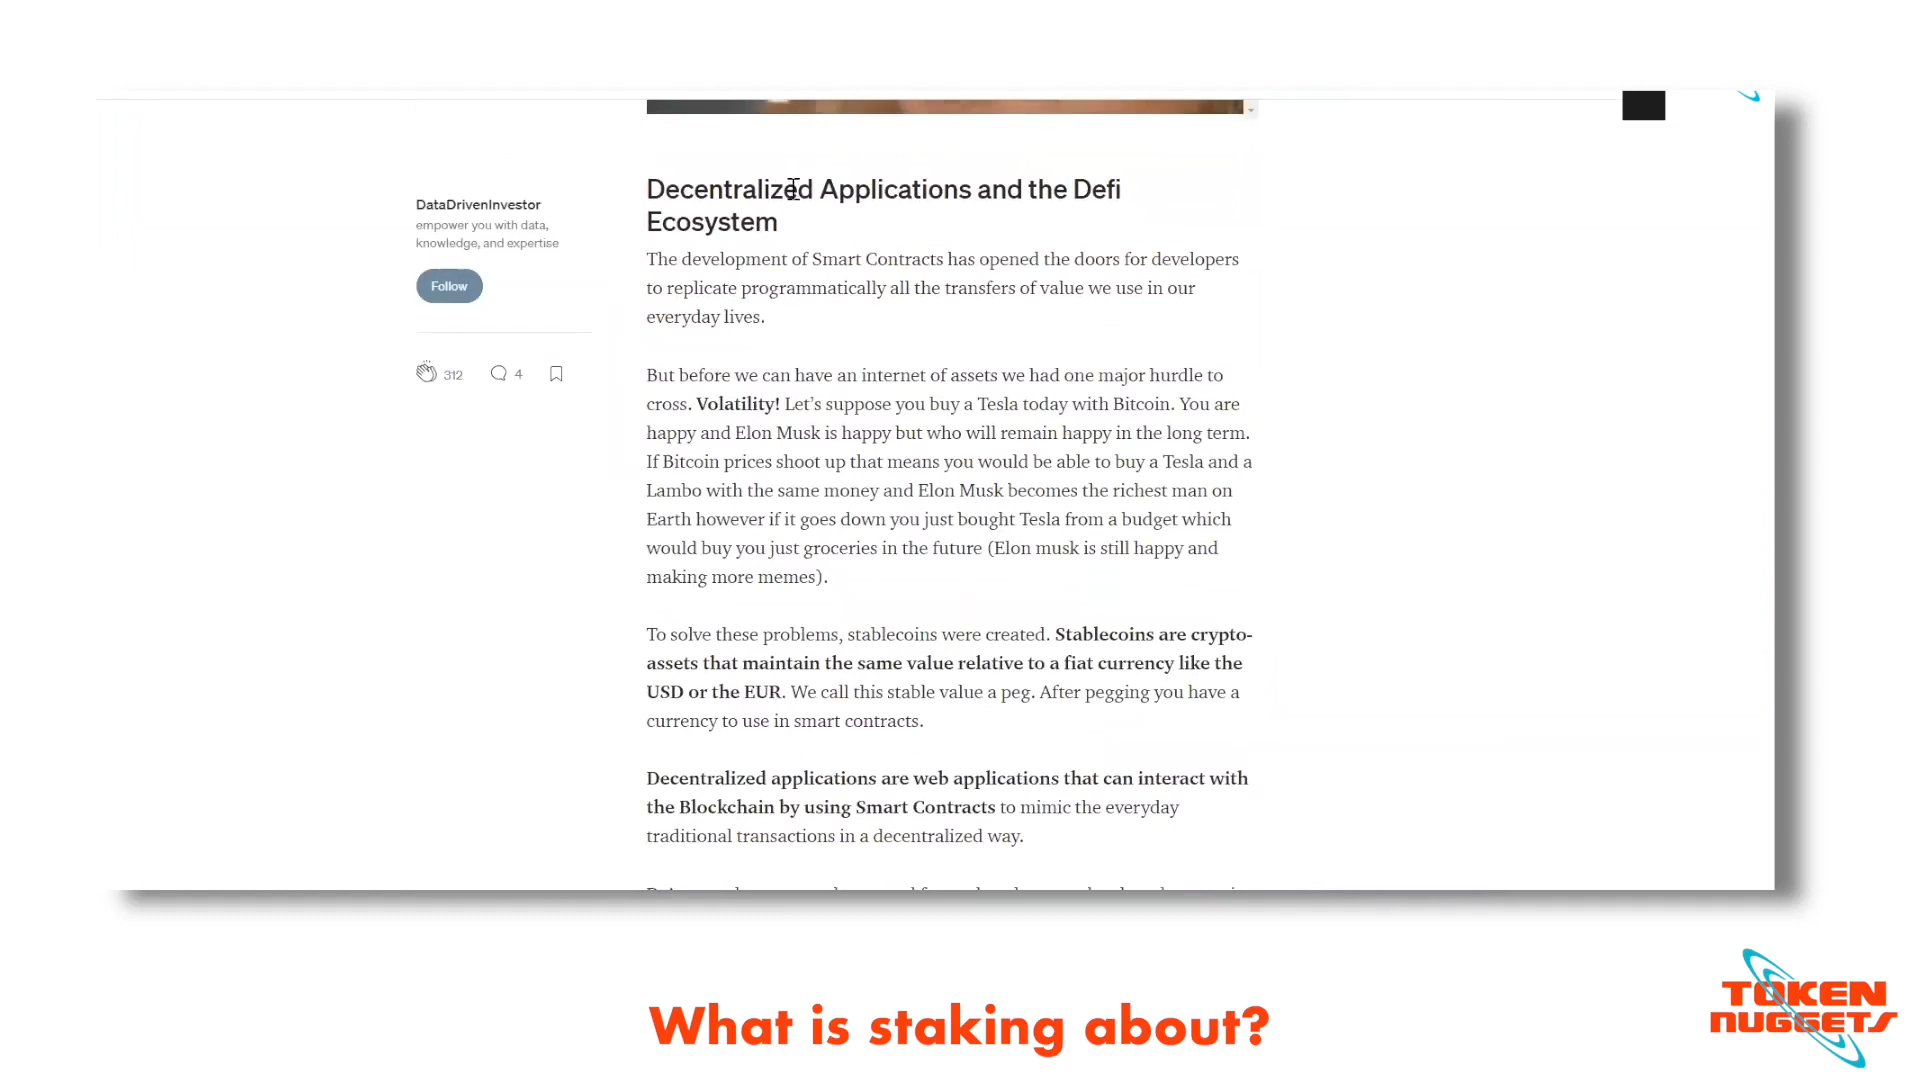 Decentralized Applications and the Defi
Ecosystem
DataDrivenInvestor
empower you with data,
knowledge, and expertise
Follow
312
4
The development of Smart Contracts has opened the doors for developers
to replicate programmatically all the transfers of value we use in our
everyday lives.
But before we can have an internet of assets we had one major hurdle to
cross. Volatility! Let’s suppose you buy a Tesla today with Bitcoin. You are
happy and Elon Musk is happy but who will remain happy in the long term.
If Bitcoin prices shoot up that means you would be able to buy a Tesla and a
Lambo with the same money and Elon Musk becomes the richest man on
Earth however if it goes down you just bought Tesla from a budget which
would buy you just groceries in the future (Elon musk is still happy and
making more memes).
To solve these problems, stablecoins were created. Stablecoins are crypto-
assets that maintain the same value relative to a fiat currency like the
USD or the EUR. We call this stable value a peg. After pegging you have a
currency to use in smart contracts.
Decentralized applications are web applications that can interact with
the Blockchain by using Smart Contracts to mimic the everyday
traditional transactions in a decentralized way.
What is staking about?
TOKEN
NUGGETS